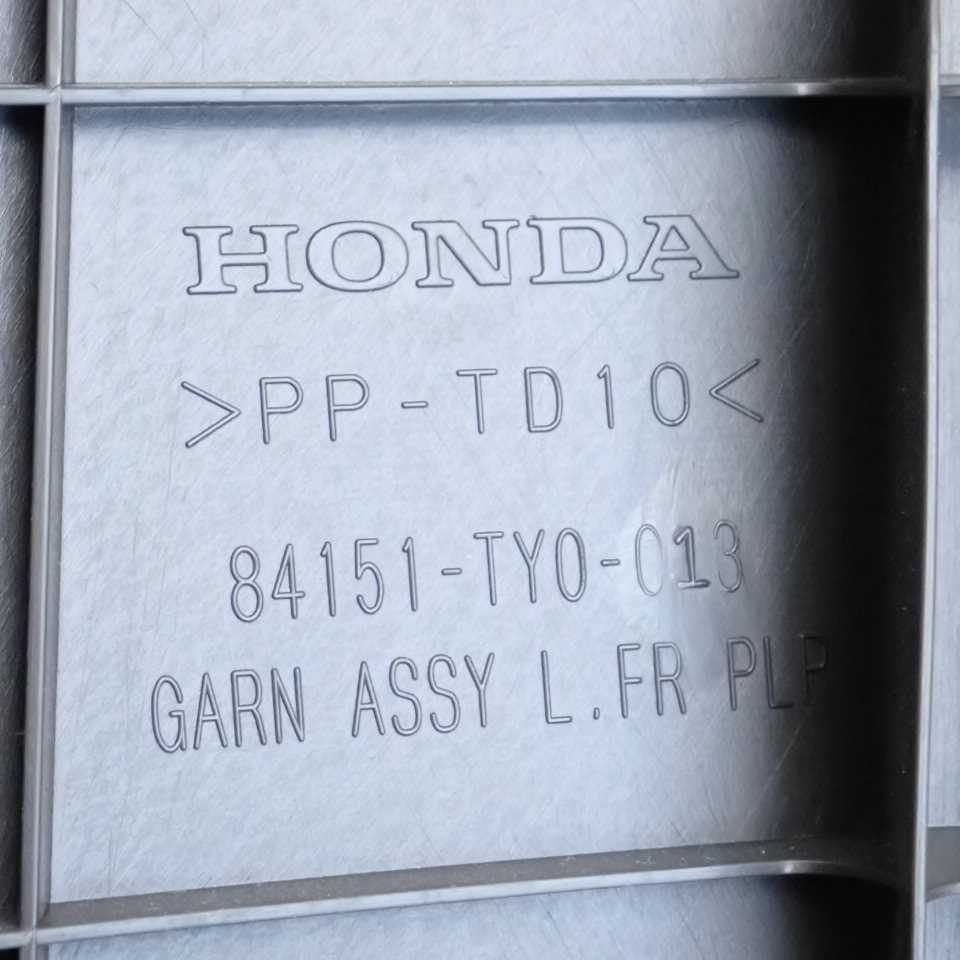 HONDA
>PP-TD10<
84151-TY0-013
GARN ASSY L.FR PLP